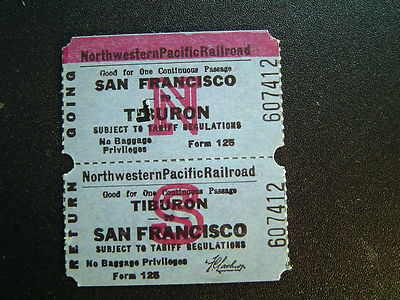 GOING
NorthwesternPacificRailroad
Good for One Continuous Passage
SAN FRANCISCO
TO
N
TIBURON
SUBJECT TO TARIFF REGULATIONS
No Baggage Form 125
Privileges
607412
RETURN
NorthwesternPacificRailroad
Good for One Continuous Passage
TIBURON
TO
S
SAN FRANCISCO
SUBJECT TO TARIFF REGULATIONS
No Baggage Privileges
Form 125
607412